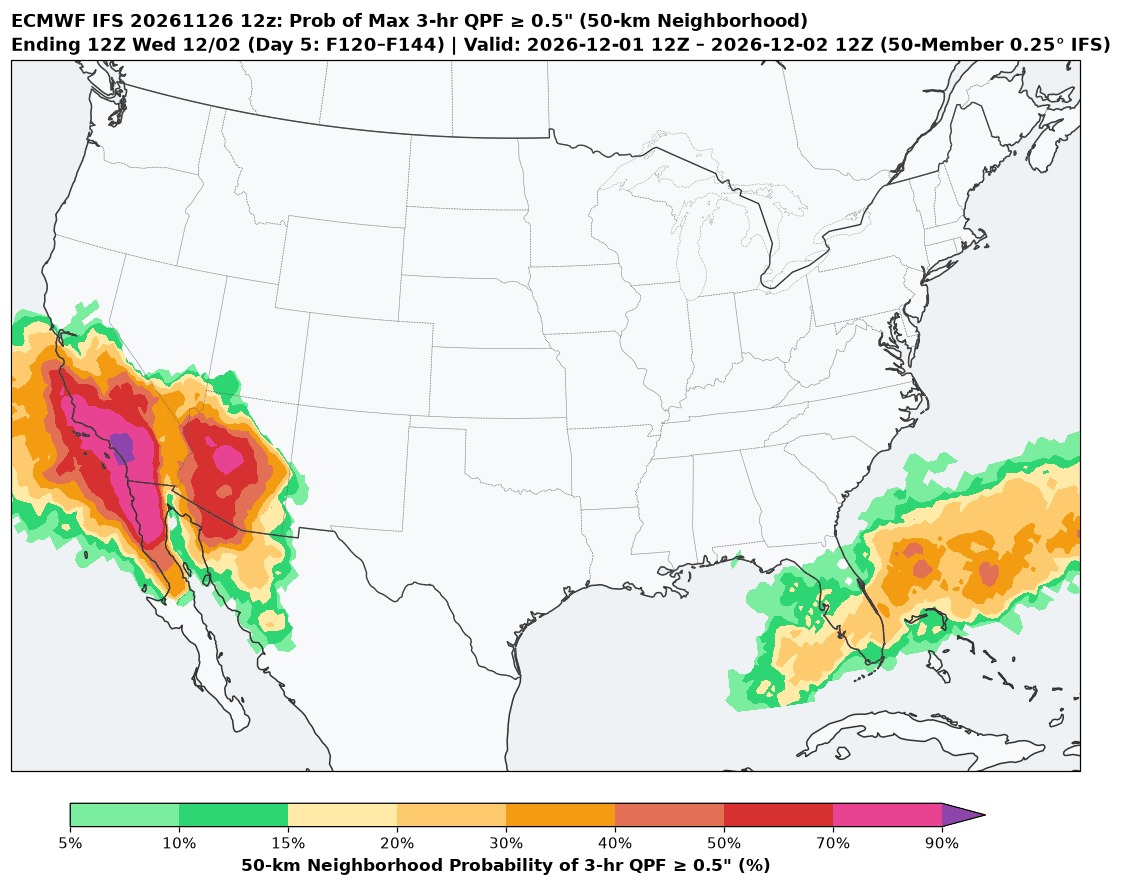 ECMWF IFS 20261126 12z: Prob of Max 3-hr QPF ≥ 0.5" (50-km Neighborhood)
Ending 12Z Wed 12/02 (Day 5: F120–F144) | Valid: 2026-12-01 12Z – 2026-12-02 12Z (50-Member 0.25° IFS)
5% 10% 15% 20% 30% 40% 50% 70% 90%
50-km Neighborhood Probability of 3-hr QPF ≥ 0.5" (%)